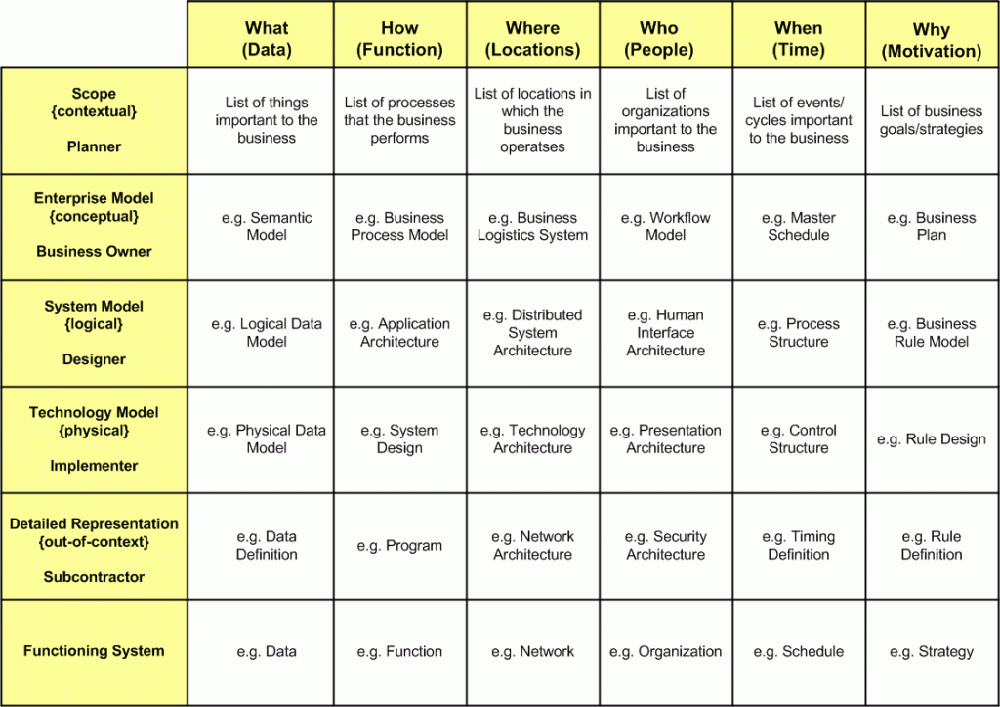 What
(Data)
How
(Function)
Where
(Locations)
Who
(People)
When
(Time)
Why
(Motivation)
Scope
{contextual}
Planner
List of things
important to the
business
List of processes
that the business
performs
List of locations in
which the
business
operatses
List of
organizations
important to the
business
List of events/
cycles important
to the business
List of business
goals/strategies
Enterprise Model
{conceptual}
Business Owner
e.g. Semantic
Model
e.g. Business
Process Model
e.g. Business
Logistics System
e.g. Workflow
Model
e.g. Master
Schedule
e.g. Business
Plan
System Model
{logical}
Designer
e.g. Logical Data
Model
e.g. Application
Architecture
e.g. Distributed
System
Architecture
e.g. Human
Interface
Architecture
e.g. Process
Structure
e.g. Business
Rule Model
Technology Model
{physical}
Implementer
e.g. Physical Data
Model
e.g. System
Design
e.g. Technology
Architecture
e.g. Presentation
Architecture
e.g. Control
Structure
e.g. Rule Design
Detailed Representation
{out-of-context}
Subcontractor
e.g. Data
Definition
e.g. Program
e.g. Network
Architecture
e.g. Security
Architecture
e.g. Timing
Definition
e.g. Rule
Definition
Functioning System
e.g. Data
e.g. Function
e.g. Network
e.g. Organization
e.g. Schedule
e.g. Strategy